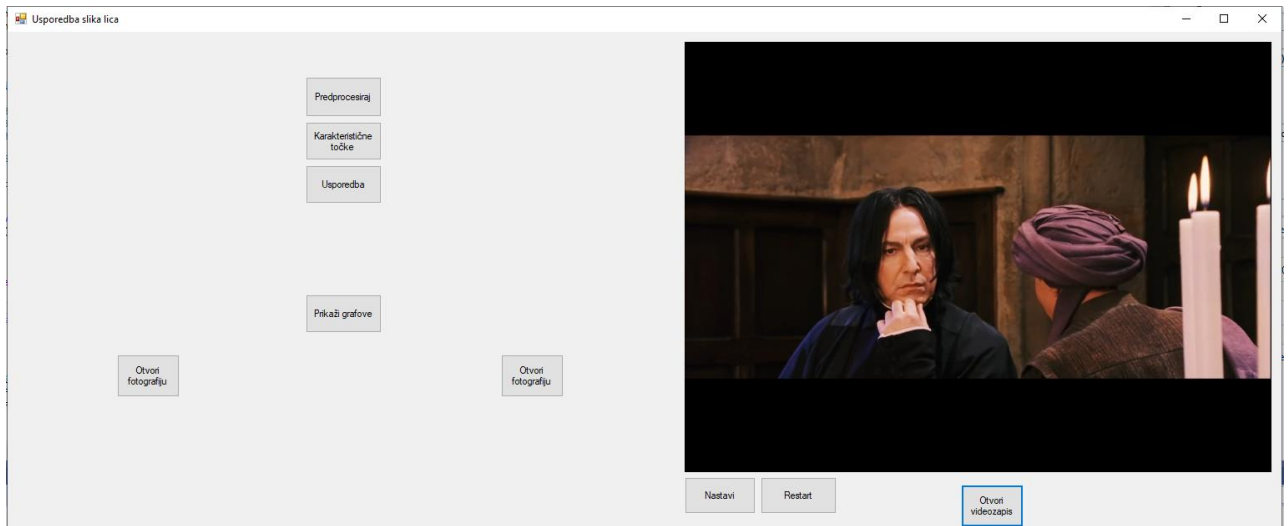 Usporedba slika lica
Predprocesiraj
Karakteristične
točke
Usporedba
Prikaži grafove
Otvori
fotografiju
Otvori
fotografiju
Nastavi
Restart
Otvori
videozapis